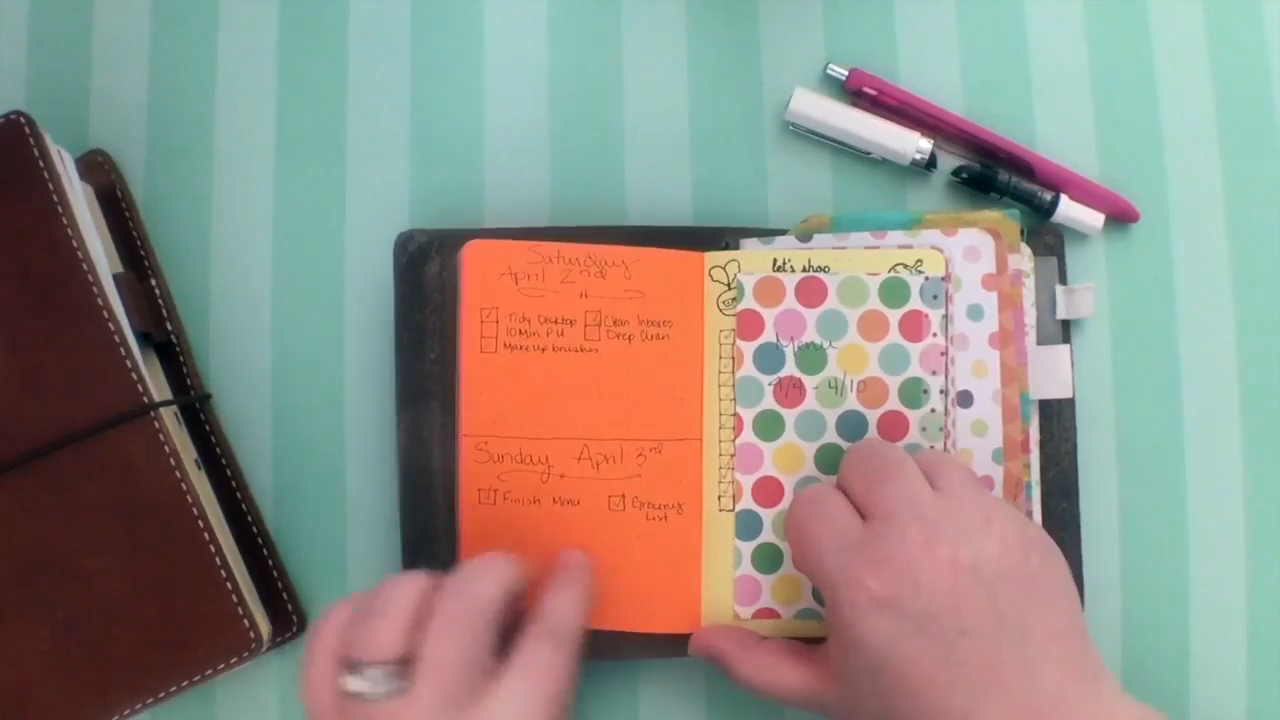 Saturday
April 2nd
Tidy Desktop
Clean Inboxes
10 Min P.U
Deep Clean
Make up brushes
Sunday April 3rd
Finish Menu
Grocery
List
let's shop
Menu
4/4 - 4/10